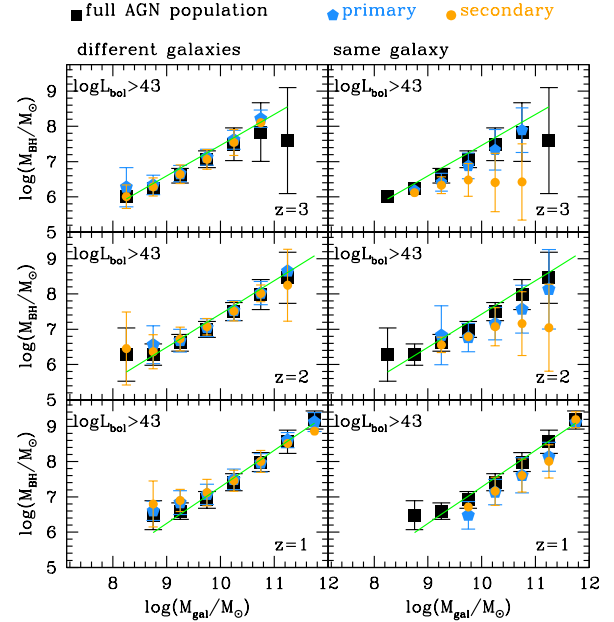 full AGN population primary secondary
different galaxies same galaxy
logL_bol>43 logL_bol>43
9
8
7
6
log(M_BH/M_⊙)
z=3 z=3
logL_bol>43 logL_bol>43
9
8
7
6
log(M_BH/M_⊙)
z=2 z=2
logL_bol>43 logL_bol>43
9
8
7
6
5
log(M_BH/M_⊙)
z=1 z=1
8 9 10 11 8 9 10 11 12
log(M_gal/M_⊙) log(M_gal/M_⊙)